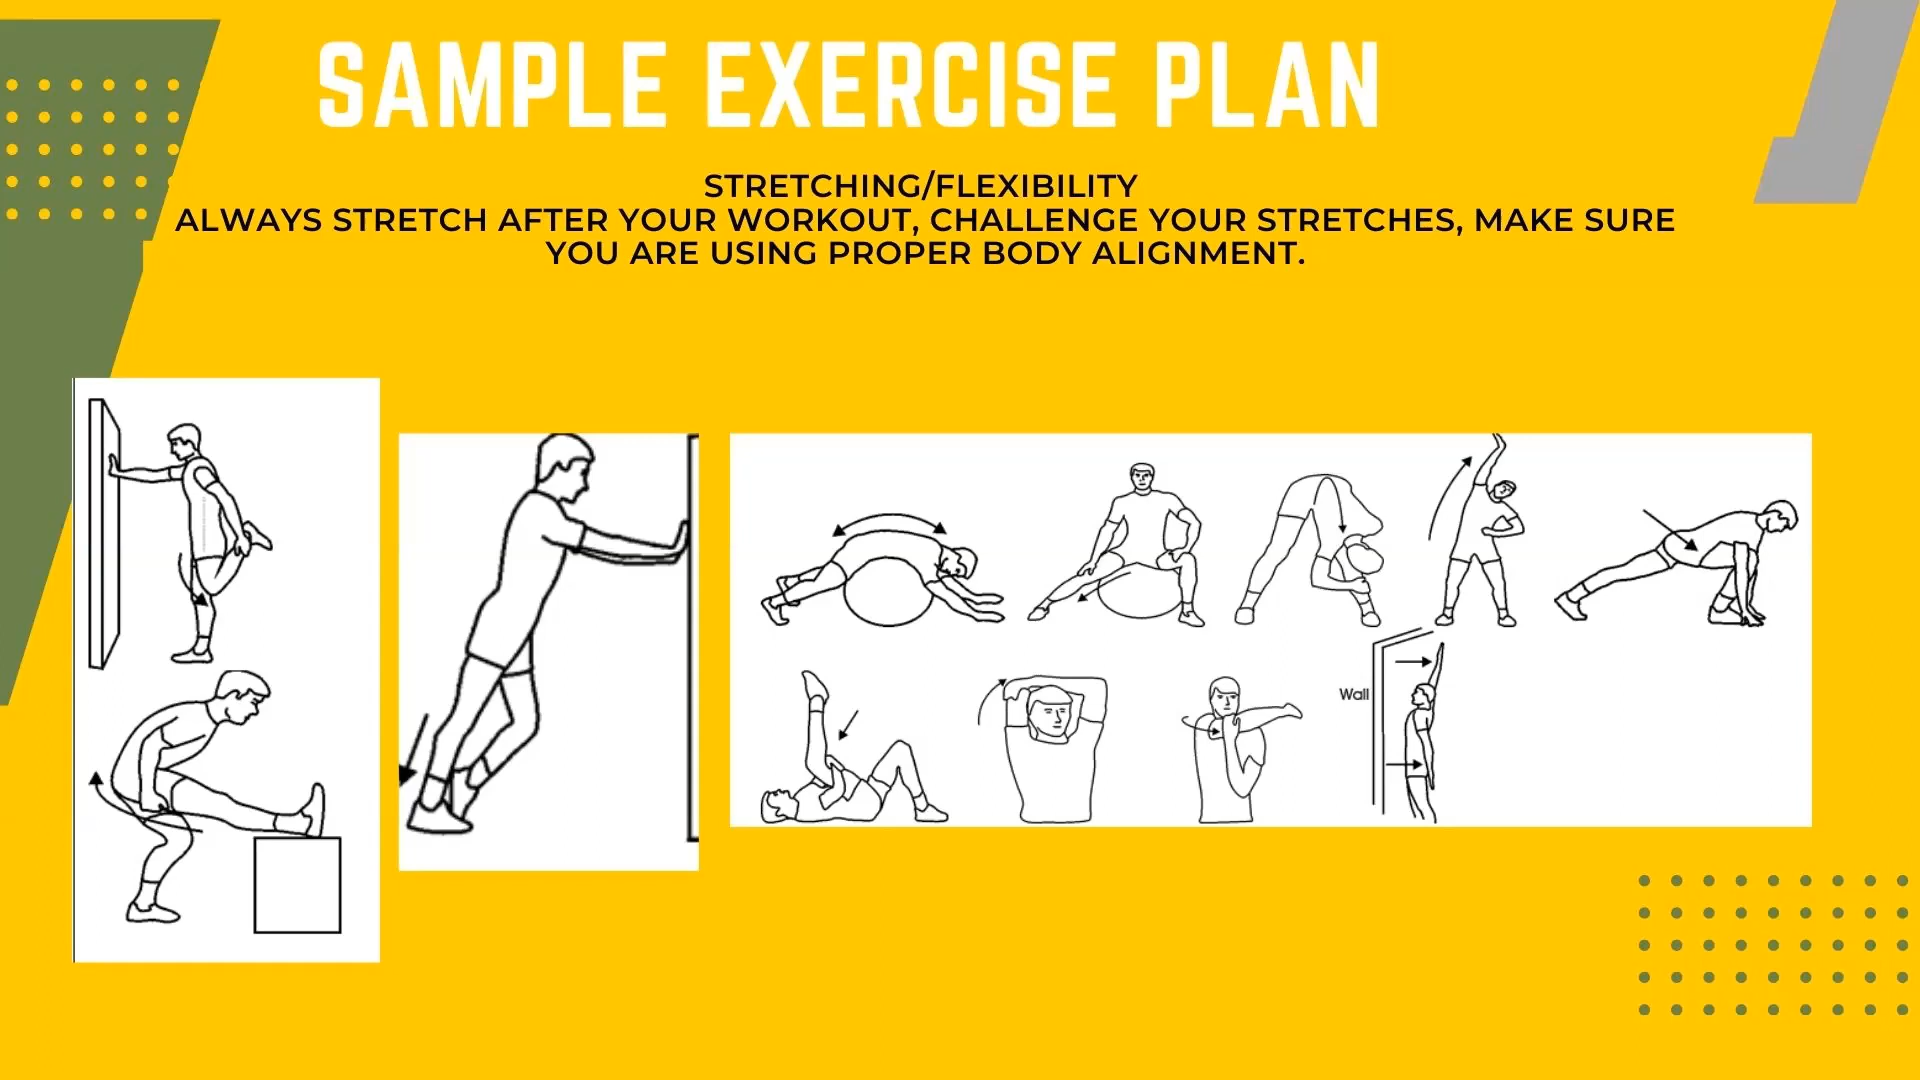 SAMPLE EXERCISE PLAN
STRETCHING/FLEXIBILITY
ALWAYS STRETCH AFTER YOUR WORKOUT, CHALLENGE YOUR STRETCHES, MAKE SURE
YOU ARE USING PROPER BODY ALIGNMENT.
Wall